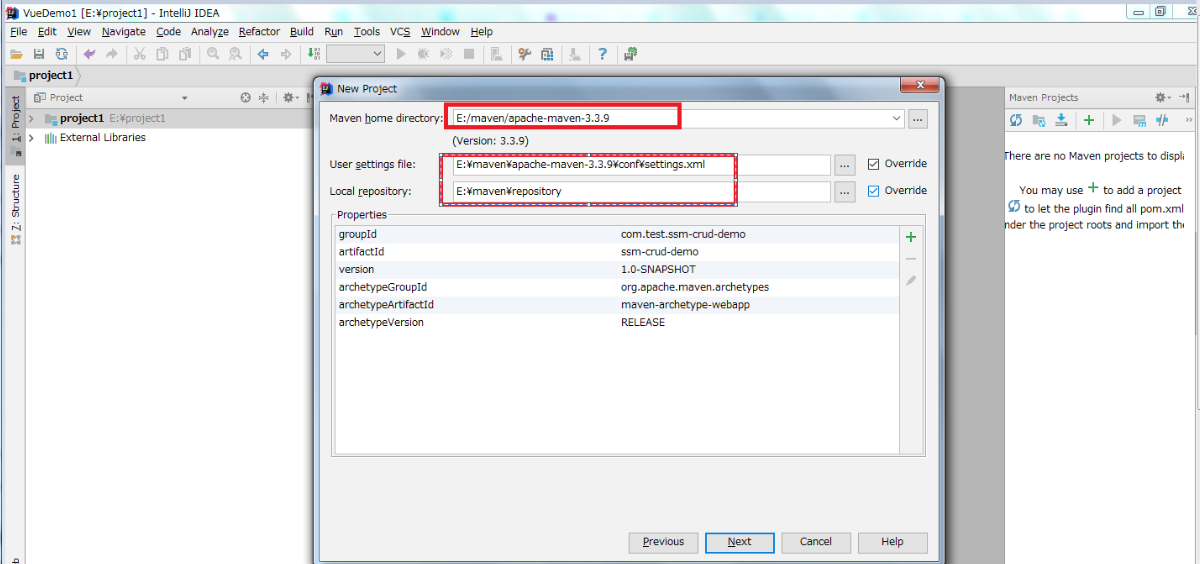 VueDemo1 [E:¥project1] - IntelliJ IDEA
File Edit View Navigate Code Analyze Refactor Build Run Tools VCS Window Help
project1
Project
project1 E:¥project1
External Libraries
1: Project
Z: Structure
New Project
Maven home directory: E:/maven/apache-maven-3.3.9
(Version: 3.3.9)
User settings file: E:¥maven¥apache-maven-3.3.9¥conf¥settings.xml ... Override
Local repository: E:¥maven¥repository ... Override
Properties
groupId com.test.ssm-crud-demo
artifactId ssm-crud-demo
version 1.0-SNAPSHOT
archetypeGroupId org.apache.maven.archetypes
archetypeArtifactId maven-archetype-webapp
archetypeVersion RELEASE
Previous Next Cancel Help
Maven Projects
There are no Maven projects to displa
You may use + to add a project
to let the plugin find all pom.xml
nder the project roots and import the